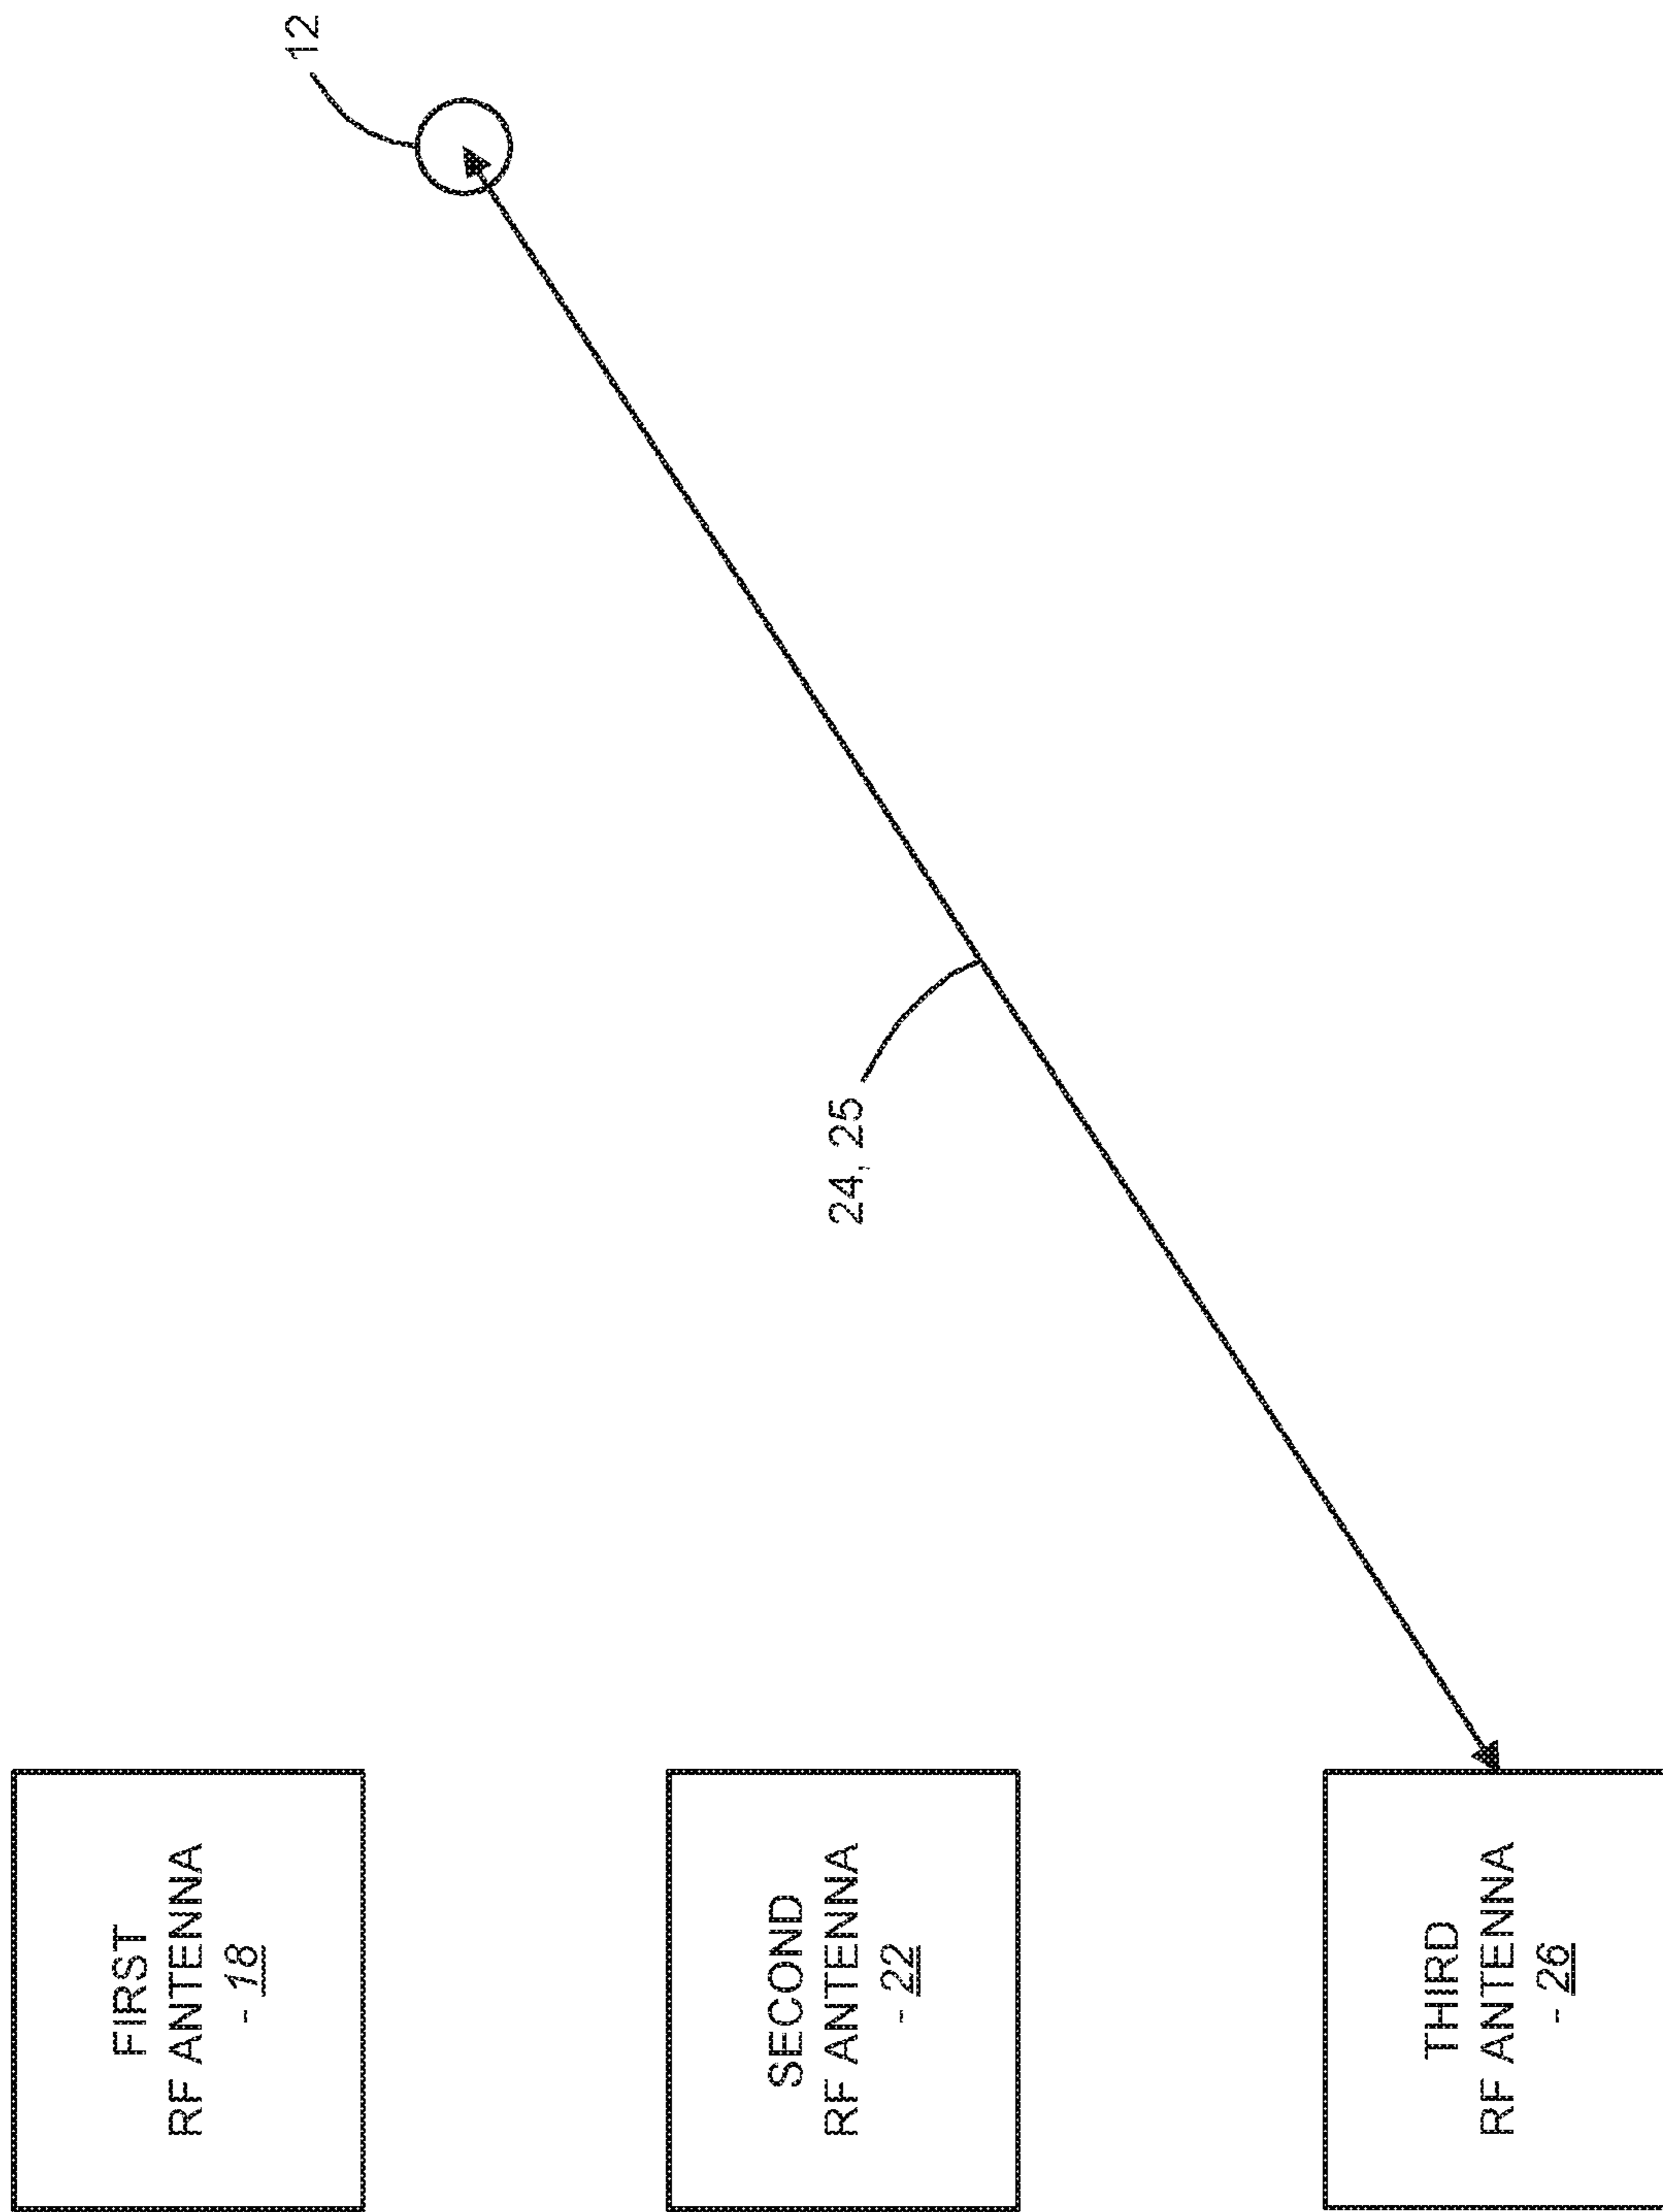 FIRST
RF ANTENNA
- 18
SECOND
RF ANTENNA
- 22
THIRD
RF ANTENNA
- 26
24, 25
12